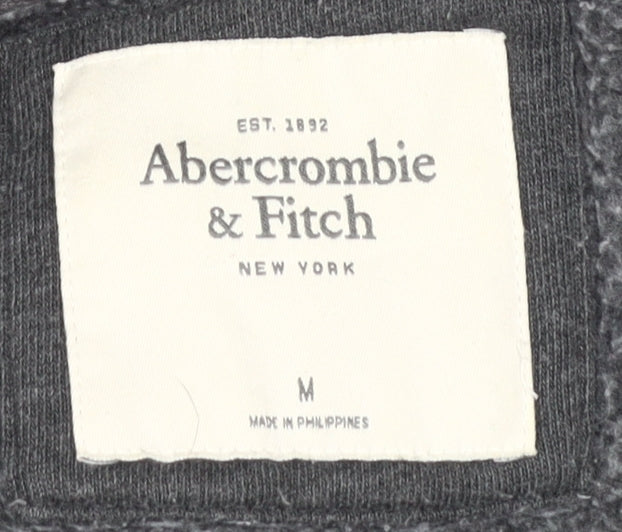 EST. 1892
Abercrombie
& Fitch
NEW YORK
M
MADE IN PHILIPPINES